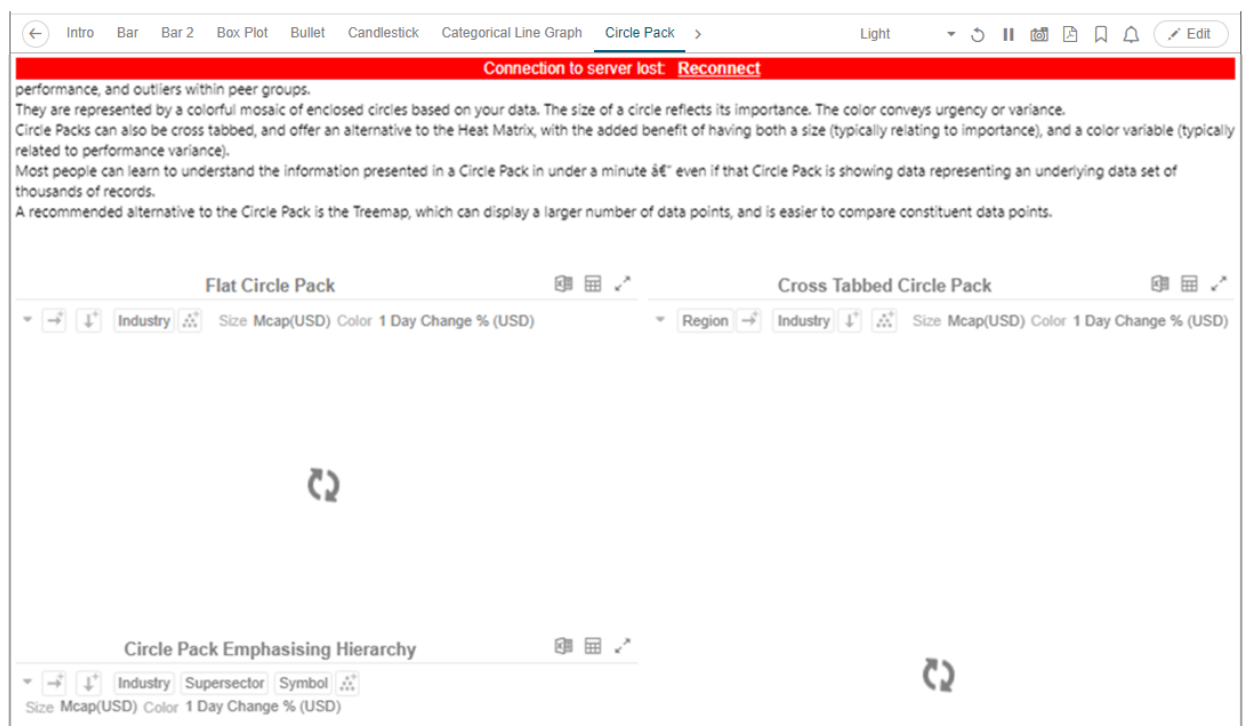 Intro Bar Bar 2 Box Plot Bullet Candlestick Categorical Line Graph Circle Pack Light Edit
Connection to server lost: Reconnect
performance, and outliers within peer groups.
They are represented by a colorful mosaic of enclosed circles based on your data. The size of a circle reflects its importance. The color conveys urgency or variance.
Circle Packs can also be cross tabbed, and offer an alternative to the Heat Matrix, with the added benefit of having both a size (typically relating to importance), and a color variable (typically
related to performance variance).
Most people can learn to understand the information presented in a Circle Pack in under a minute â€“ even if that Circle Pack is showing data representing an underlying data set of
thousands of records.
A recommended alternative to the Circle Pack is the Treemap, which can display a larger number of data points, and is easier to compare constituent data points.
Flat Circle Pack
Industry Size Mcap(USD) Color 1 Day Change % (USD)
Cross Tabbed Circle Pack
Region Industry Size Mcap(USD) Color 1 Day Change % (USD)
Circle Pack Emphasising Hierarchy
Industry Supersector Symbol
Size Mcap(USD) Color 1 Day Change % (USD)